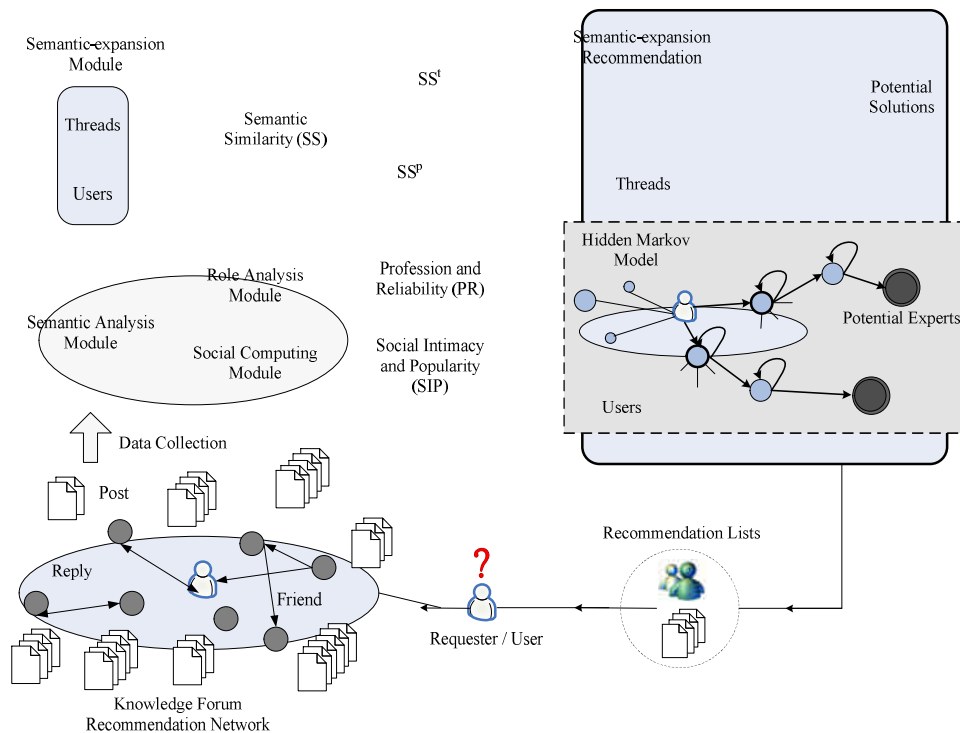 Semantic-expansion
Module
Threads
Users
Semantic
Similarity (SS)
SSt
SSp
Semantic-expansion
Recommendation
Potential
Solutions
Threads
Hidden Markov
Model
Potential Experts
Users
Role Analysis
Module
Semantic Analysis
Module
Social Computing
Module
Profession and
Reliability (PR)
Social Intimacy
and Popularity
(SIP)
Data Collection
Post
Reply
Friend
Knowledge Forum
Recommendation Network
?
Requester / User
Recommendation Lists